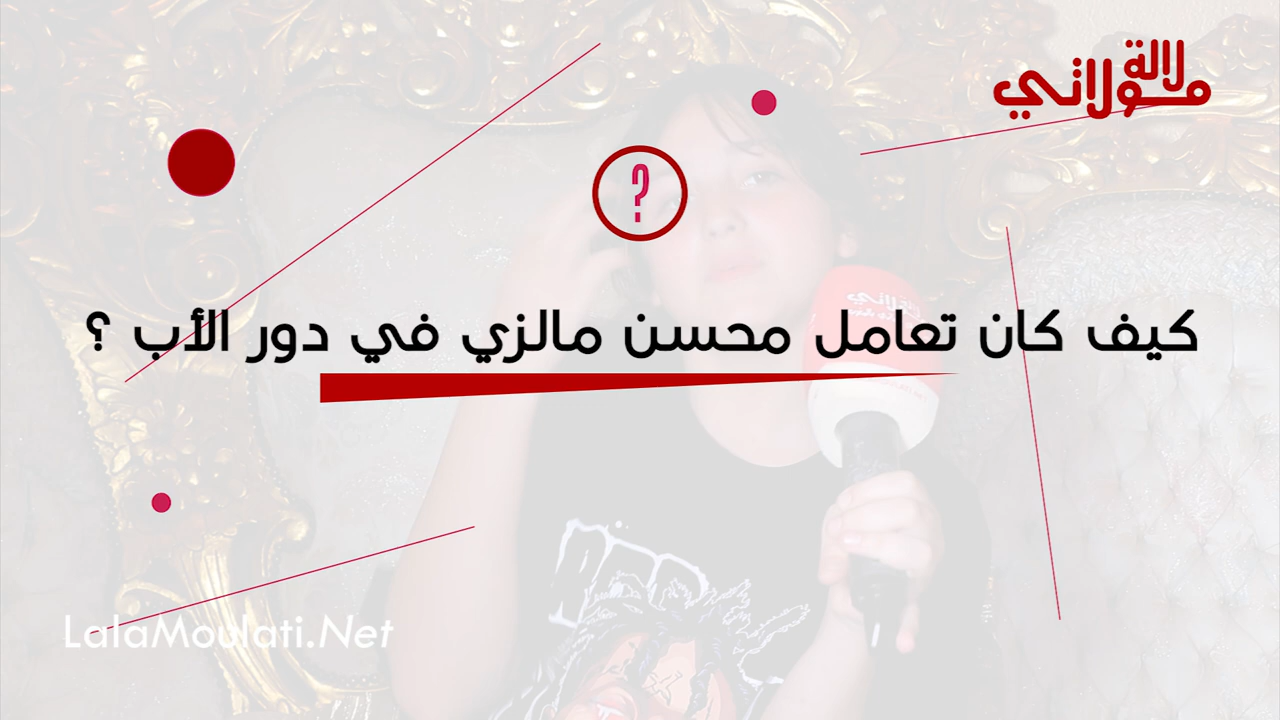 لالة
مولاتي
?
كيف كان تعامل محسن مالزي في دور الأب ؟
LalaMoulati.Net